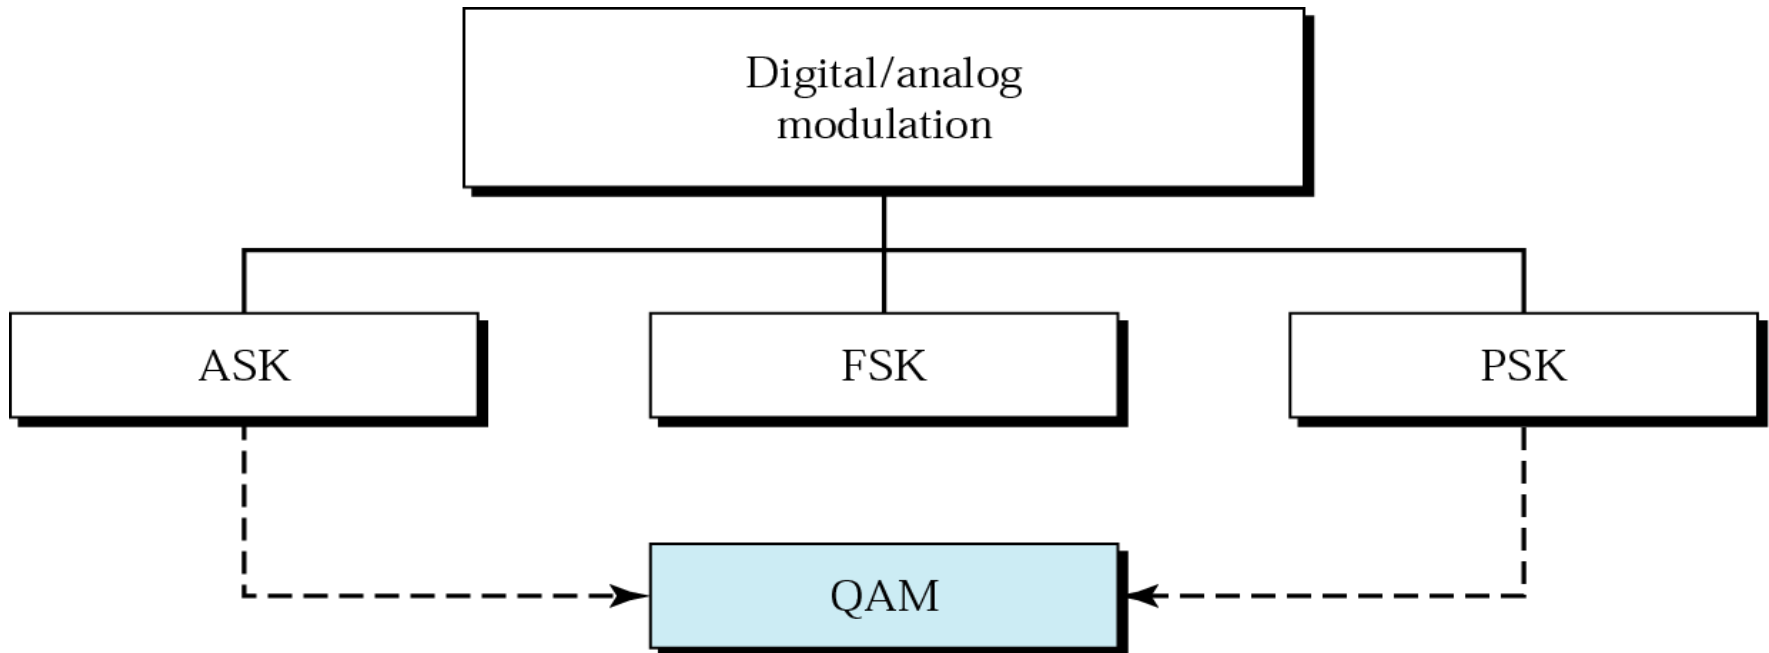 Digital/analog
modulation
ASK
FSK
PSK
QAM